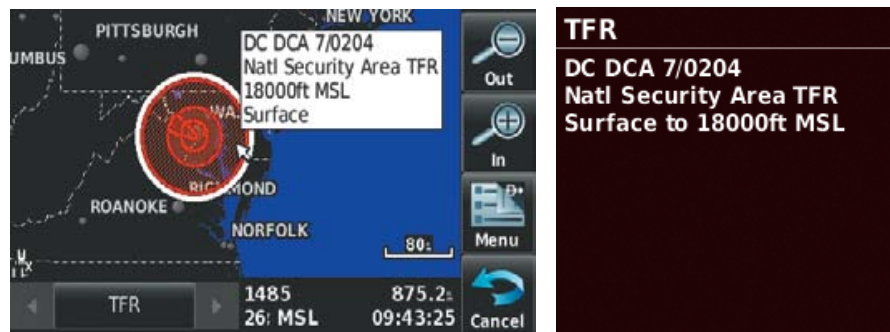 NEW YORK
PITTSBURGH
UMBUS
DC DCA 7/0204
Natl Security Area TFR
18000ft MSL
Surface
WA
RICHMOND
ROANOKE
NORFOLK
80
TFR
1485
875.2
26 MSL
09:43:25
Out
In
Menu
Cancel
TFR
DC DCA 7/0204
Natl Security Area TFR
Surface to 18000ft MSL